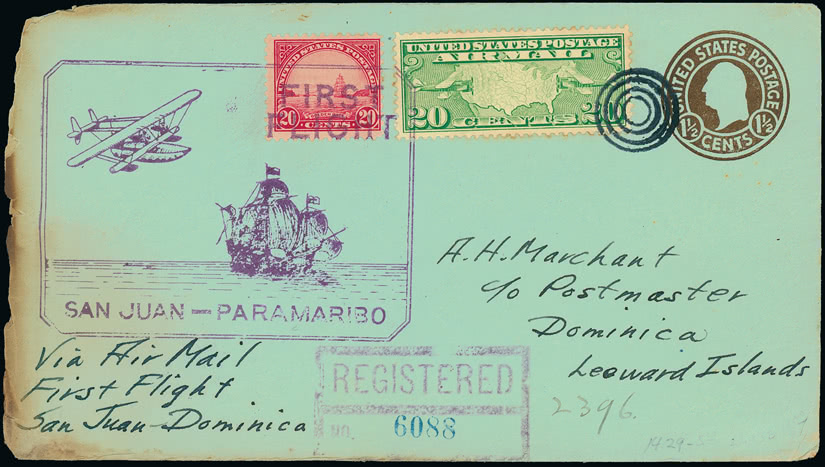 UNITED STATES POSTAGE
20 20
CENTS
UNITED STATES POSTAGE
AIR MAIL
20 CENTS 20
UNITED STATES POSTAGE
1½ 1½
CENTS
FIRST
FLIGHT
SAN JUAN — PARAMARIBO
A.H. Marchant
c/o Postmaster
Dominica
Leeward Islands
Via Air Mail
First Flight
San Juan-Dominica
REGISTERED
NO. 6088
2396.